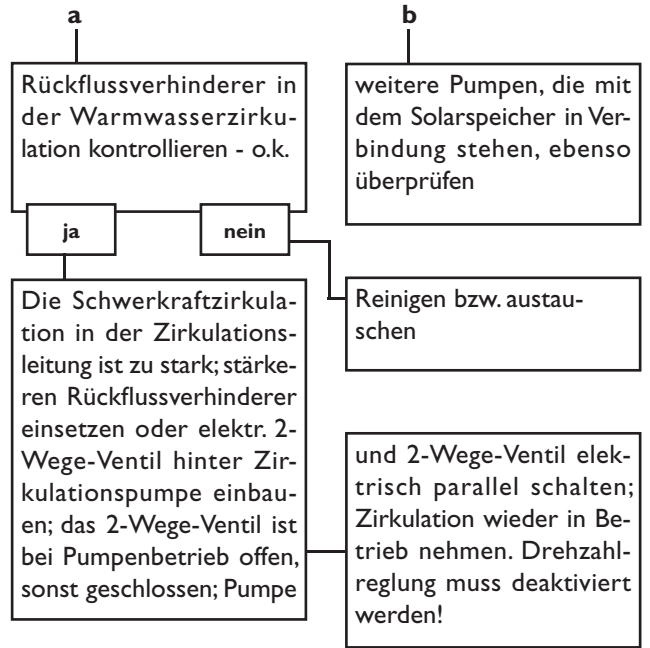 a
Rückflussverhinderer in
der Warmwasserzirku-
lation kontrollieren - o.k.
ja
nein
Die Schwerkraftzirkula-
tion in der Zirkulations-
leitung ist zu stark; stärke-
ren Rückflussverhinderer
einsetzen oder elektr. 2-
Wege-Ventil hinter Zir-
kulationspumpe einbau-
en; das 2-Wege-Ventil ist
bei Pumpenbetrieb offen,
sonst geschlossen; Pumpe
b
weitere Pumpen, die mit
dem Solarspeicher in Ver-
bindung stehen, ebenso
überprüfen
Reinigen bzw. austau-
schen
und 2-Wege-Ventil elek-
trisch parallel schalten;
Zirkulation wieder in Be-
trieb nehmen. Drehzahl-
reglung muss deaktiviert
werden!